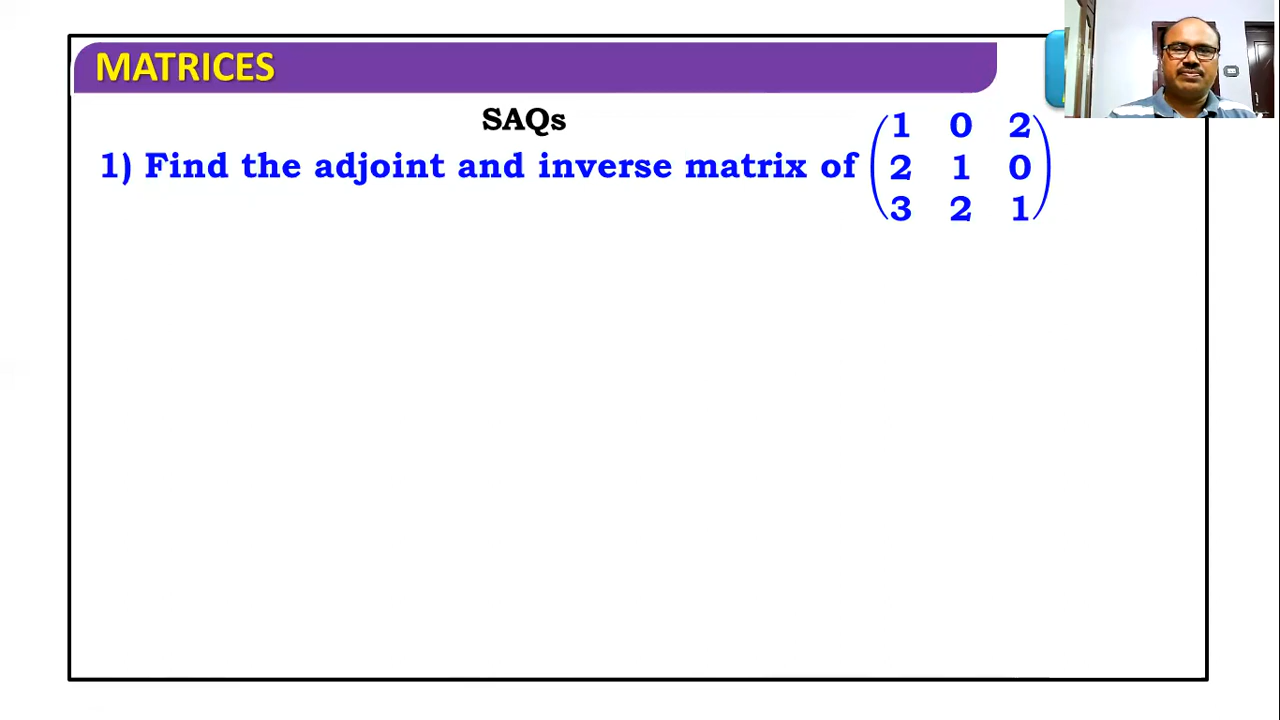 MATRICES
SAQs
1) Find the adjoint and inverse matrix of
1 0 2
2 1 0
3 2 1